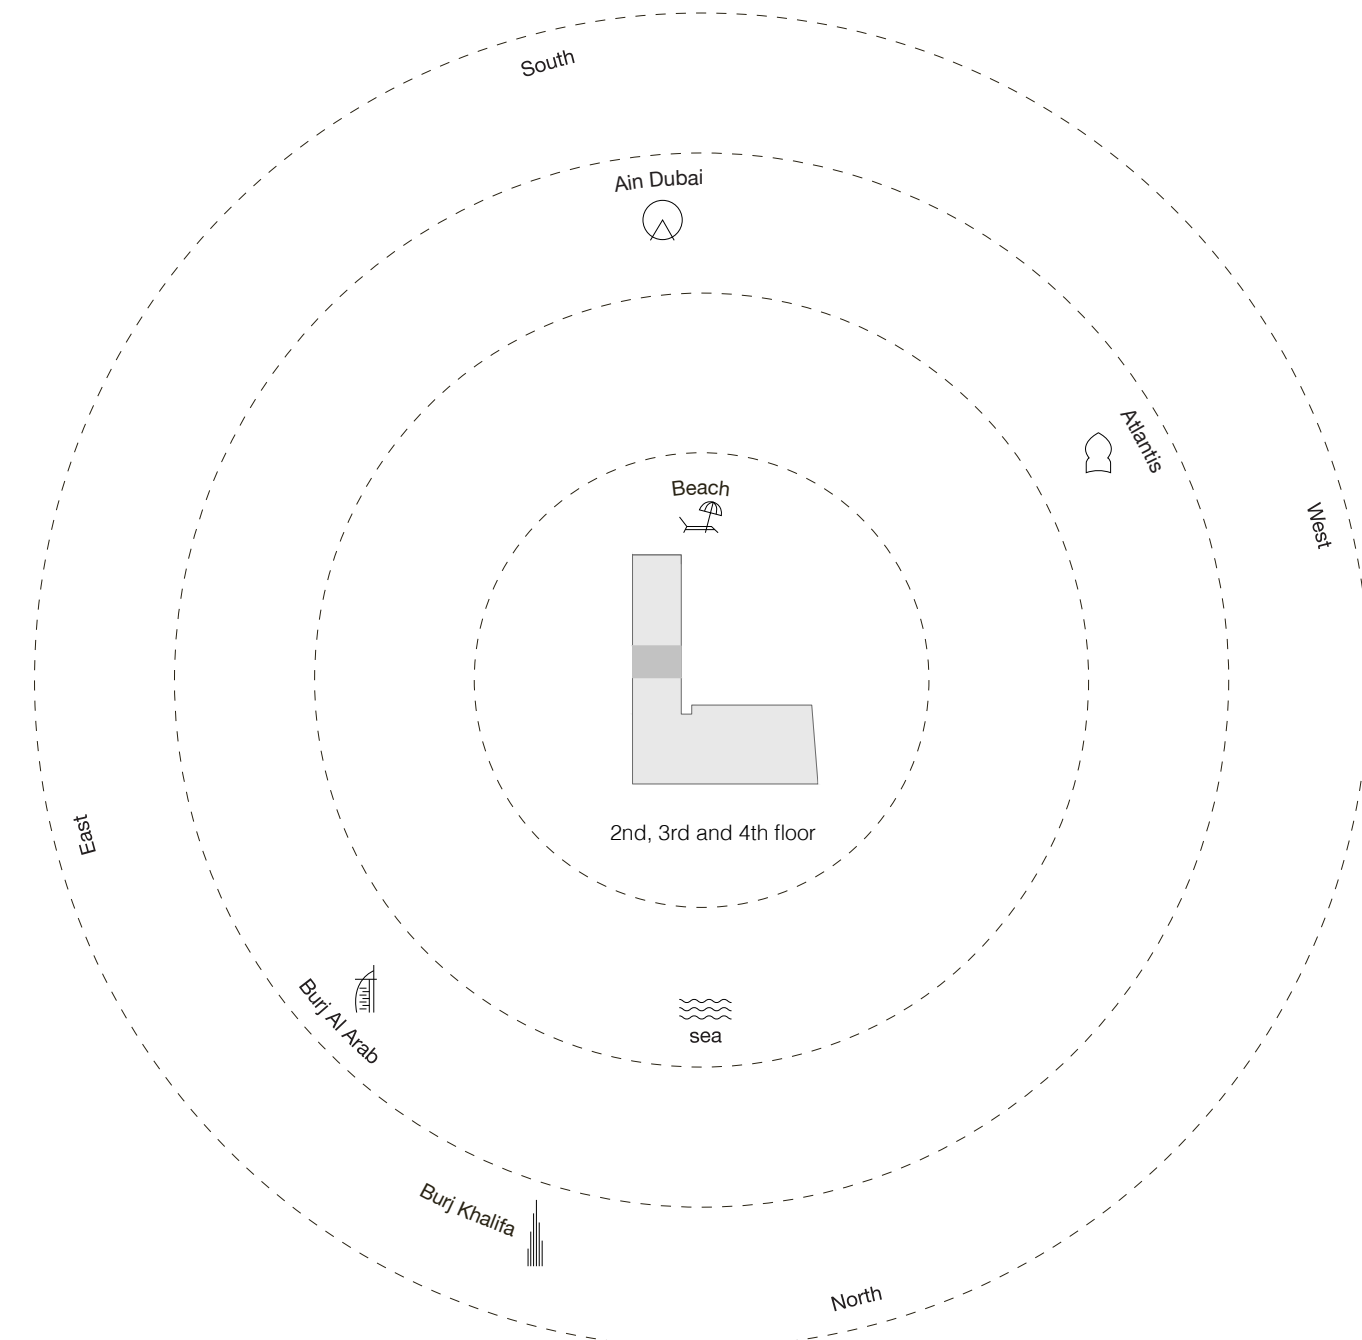 South
Ain Dubai
Atlantis
Beach
West
East
2nd, 3rd and 4th floor
Burj Al Arab
sea
Burj Khalifa
North